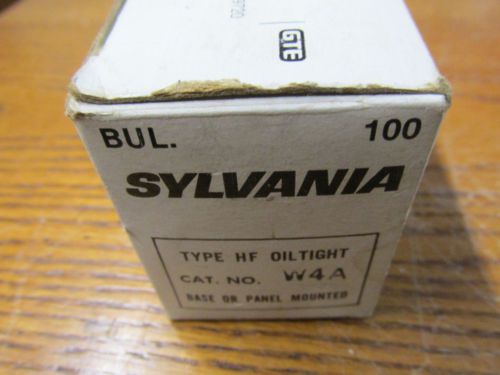 GTE
BUL. 100
SYLVANIA
TYPE HF OILTIGHT
CAT. NO. W4A
BASE OR PANEL MOUNTED